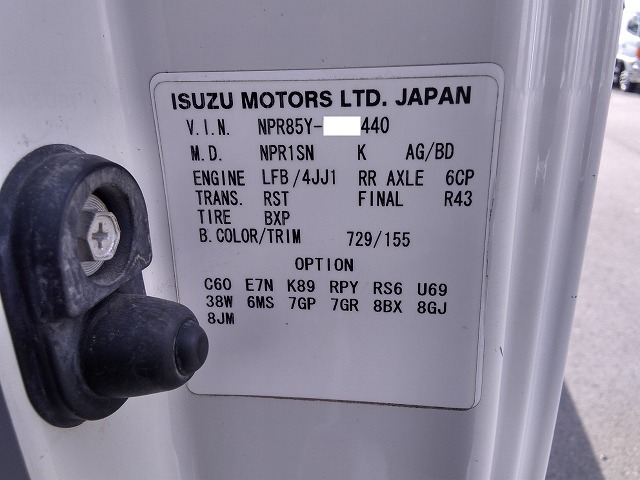 ISUZU MOTORS LTD. JAPAN
V.I.N. NPR85Y- 440
M.D. NPR1SN K AG/BD
ENGINE LFB/4JJ1 RR AXLE 6CP
TRANS. RST FINAL R43
TIRE BXP
B.COLOR/TRIM 729/155
OPTION
C60 E7N K89 RPY RS6 U69
38W 6MS 7GP 7GR 8BX 8GJ
8JM